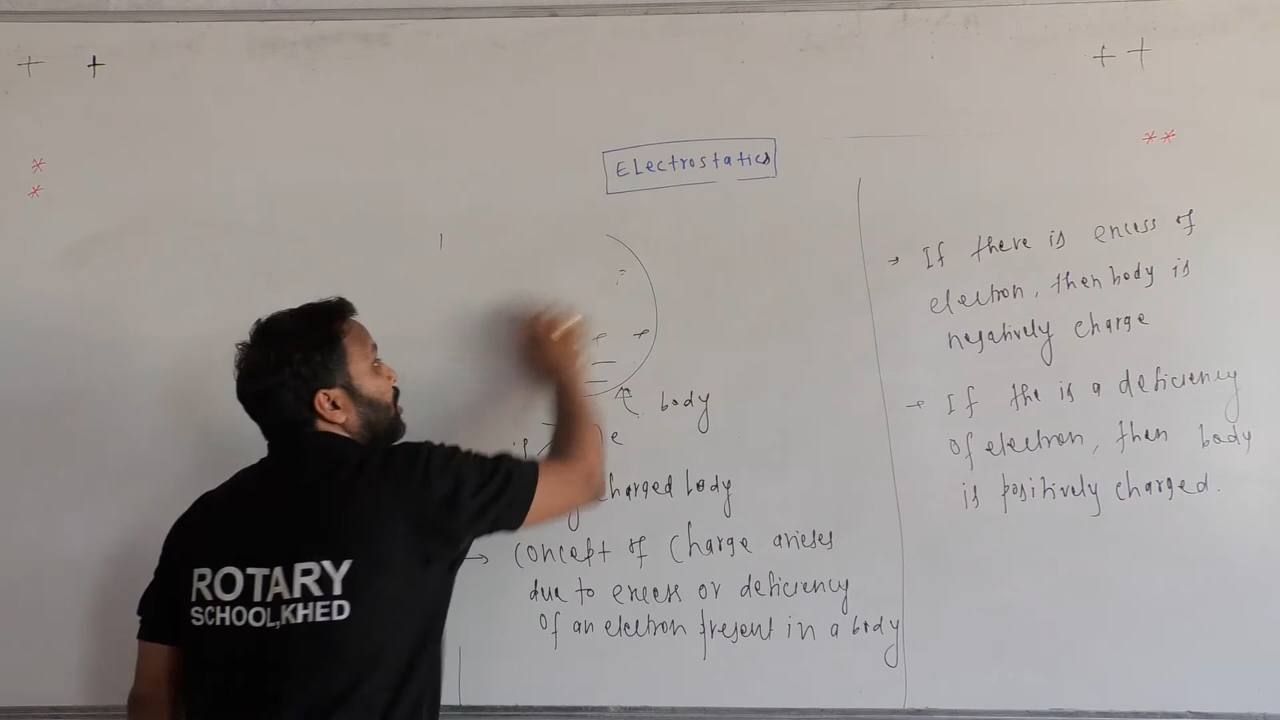 Electrostatics
body
charged body
→ concept of charge arieses
due to excess or deficiency
of an electron present in a body
→ If there is excess of
electron, then body is
negatively charge
→ If the is a deficiency
of electron, then body
is positively charged.
ROTARY
SCHOOL,KHED